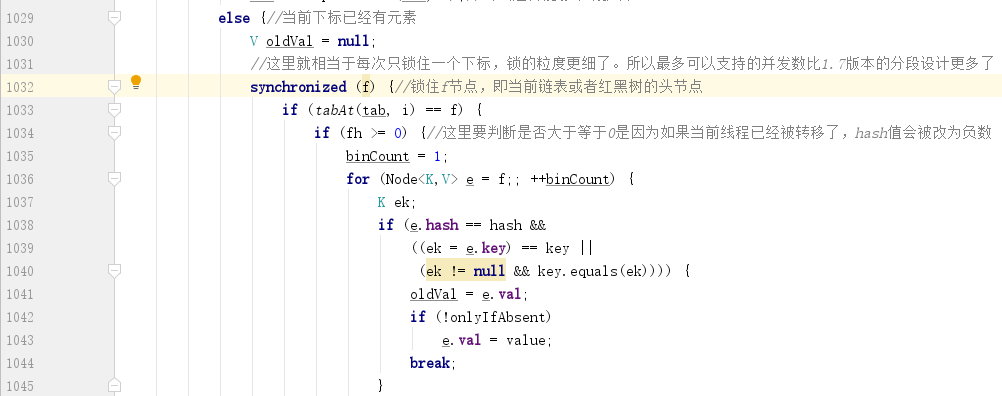 1029 else {//当前下标已经有元素
1030 V oldVal = null;
1031 //这里就相当于每次只锁住一个下标，锁的粒度更细了。所以最多可以支持的并发数比1.7版本的分段设计更多了
1032 synchronized (f) {//锁住f节点，即当前链表或者红黑树的头节点
1033 if (tabAt(tab, i) == f) {
1034 if (fh >= 0) {//这里要判断是否大于等于0是因为如果当前线程已经被转移了，hash值会被改为负数
1035 binCount = 1;
1036 for (Node<K,V> e = f;; ++binCount) {
1037 K ek;
1038 if (e.hash == hash &&
1039 ((ek = e.key) == key ||
1040 (ek != null && key.equals(ek)))) {
1041 oldVal = e.val;
1042 if (!onlyIfAbsent)
1043 e.val = value;
1044 break;
1045 }